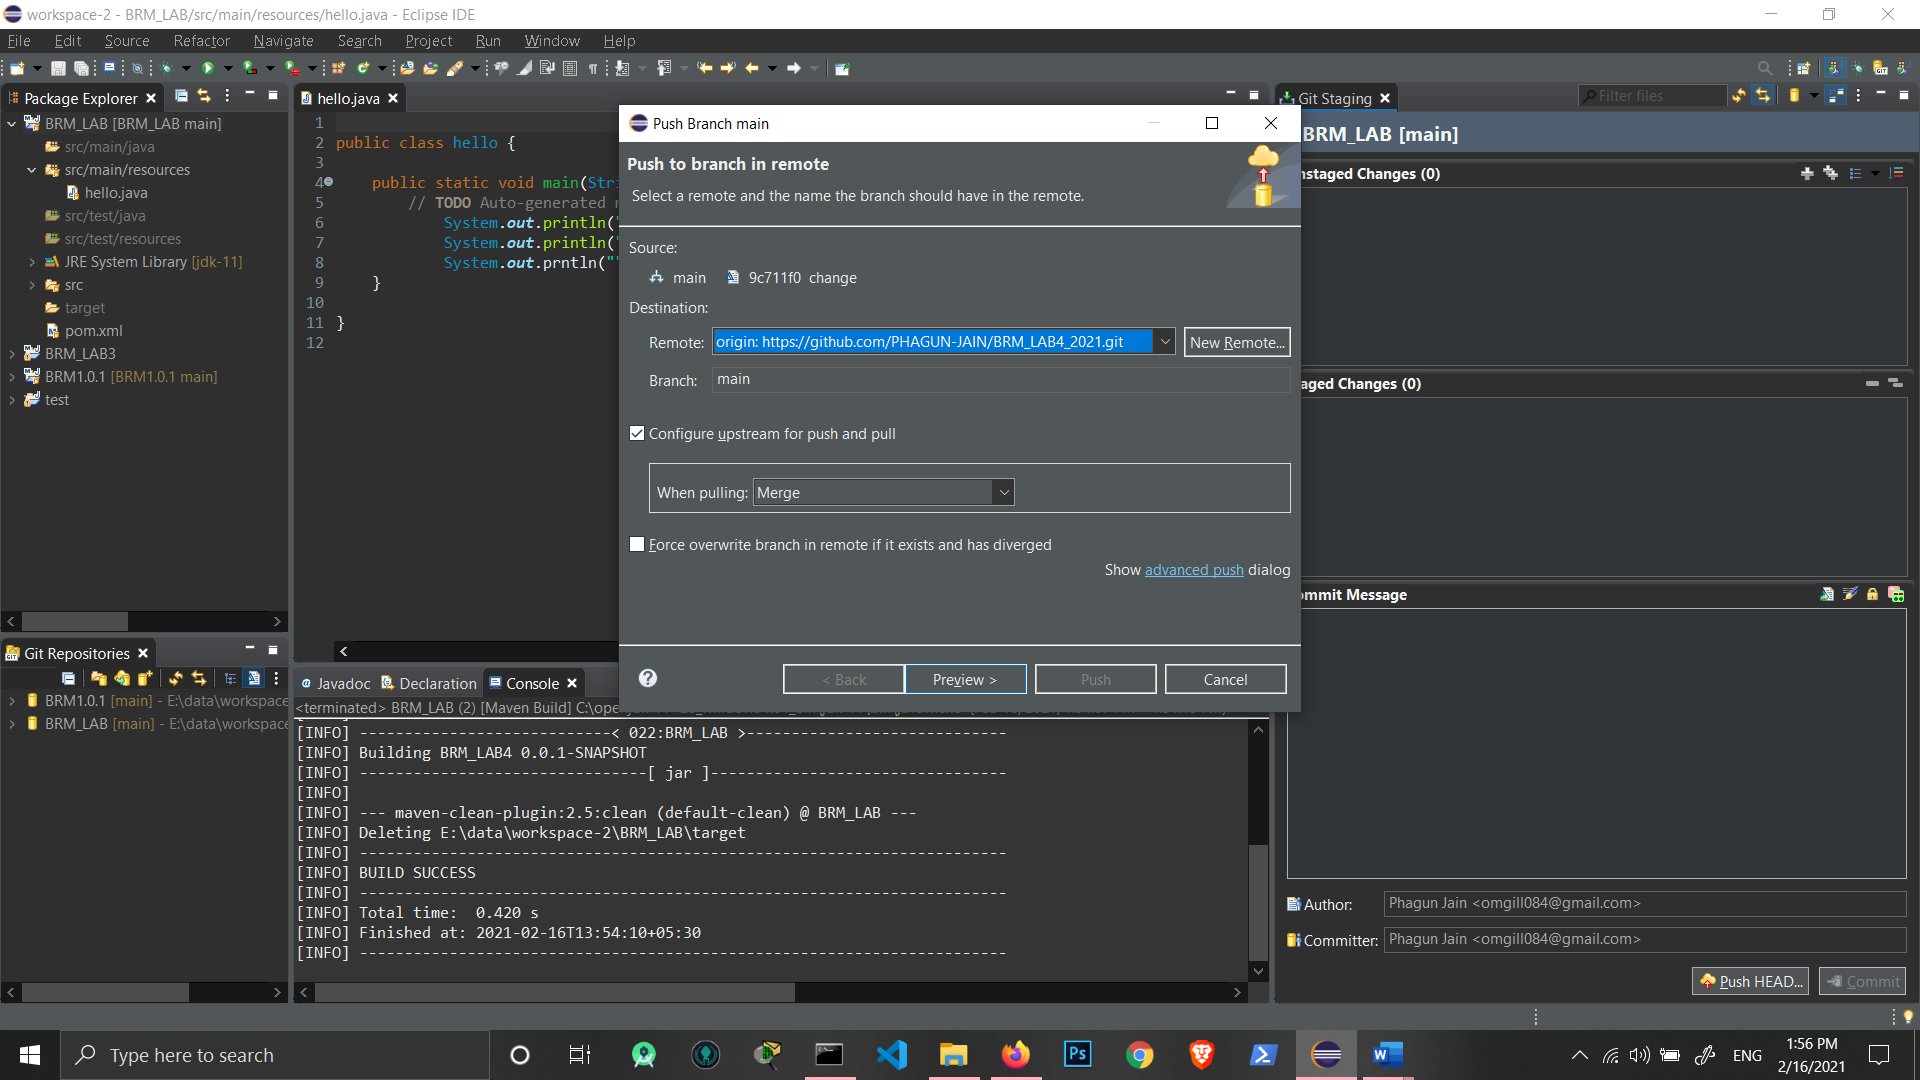 workspace-2 - BRM_LAB/src/main/resources/hello.java - Eclipse IDE
File Edit Source Refactor Navigate Search Project Run Window Help
Package Explorer
BRM_LAB [BRM_LAB main]
src/main/java
src/main/resources
hello.java
src/test/java
src/test/resources
JRE System Library [jdk-11]
src
target
pom.xml
BRM_LAB3
BRM1.0.1 [BRM1.0.1 main]
test
Git Repositories
BRM1.0.1 [main] - E:\data\workspace
BRM_LAB [main] - E:\data\workspace
hello.java
1
2 public class hello {
3
4 public static void main(Stri
5 // TODO Auto-generated
6 System.out.println("
7 System.out.println("
8 System.out.prntln(""
9 }
10
11 }
12
Push Branch main
Push to branch in remote
Select a remote and the name the branch should have in the remote.
Source:
main 9c711f0 change
Destination:
Remote: origin: https://github.com/PHAGUN-JAIN/BRM_LAB4_2021.git New Remote...
Branch: main
Configure upstream for push and pull
When pulling: Merge
Force overwrite branch in remote if it exists and has diverged
Show advanced push dialog
< Back Preview > Push Cancel
Javadoc Declaration Console
<terminated> BRM_LAB (2) [Maven Build]
[INFO] ----------------------------< 022:BRM_LAB >-----------------------------
[INFO] Building BRM_LAB4 0.0.1-SNAPSHOT
[INFO] --------------------------------[ jar ]---------------------------------
[INFO]
[INFO] --- maven-clean-plugin:2.5:clean (default-clean) @ BRM_LAB ---
[INFO] Deleting E:\data\workspace-2\BRM_LAB\target
[INFO] ------------------------------------------------------------------------
[INFO] BUILD SUCCESS
[INFO] ------------------------------------------------------------------------
[INFO] Total time:  0.420 s
[INFO] Finished at: 2021-02-16T13:54:10+05:30
[INFO] ------------------------------------------------------------------------
Git Staging
Filter files
BRM_LAB [main]
nstaged Changes (0)
aged Changes (0)
ommit Message
Author: Phagun Jain <omgill084@gmail.com>
Committer: Phagun Jain <omgill084@gmail.com>
Push HEAD... Commit
Type here to search
ENG
1:56 PM
2/16/2021